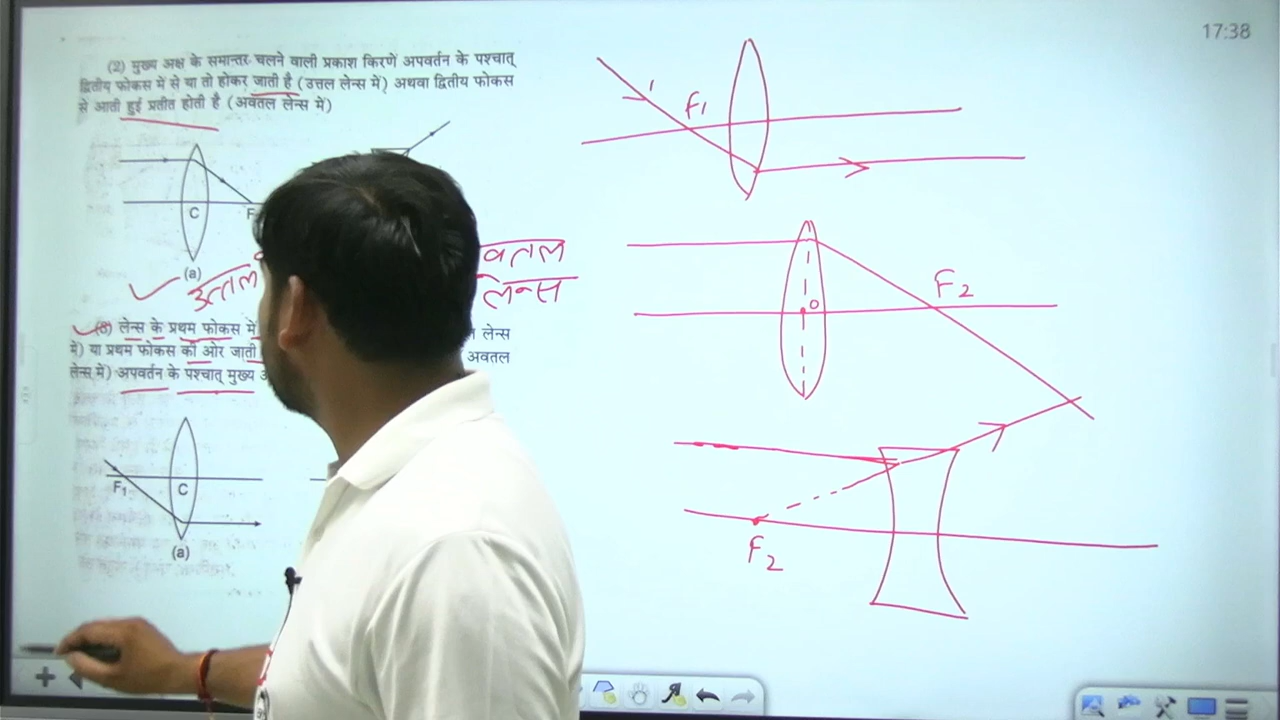 17:38
(2) मुख्य अक्ष के समान्तर चलने वाली प्रकाश किरणें अपवर्तन के पश्चात्
द्वितीय फोकस में से या तो होकर जाती है (उत्तल लेन्स में) अथवा द्वितीय फोकस
से आती हुई प्रतीत होती है (अवतल लेन्स में)
C
F
(a)
उत्तल
वतल
लेन्स
लेन्स के प्रथम फोकस में
लेन्स
में) या प्रथम फोकस की ओर जाती
अवतल
लेन्स में) अपवर्तन के पश्चात् मुख्य
F1
C
(a)
F1
F2
O
F2